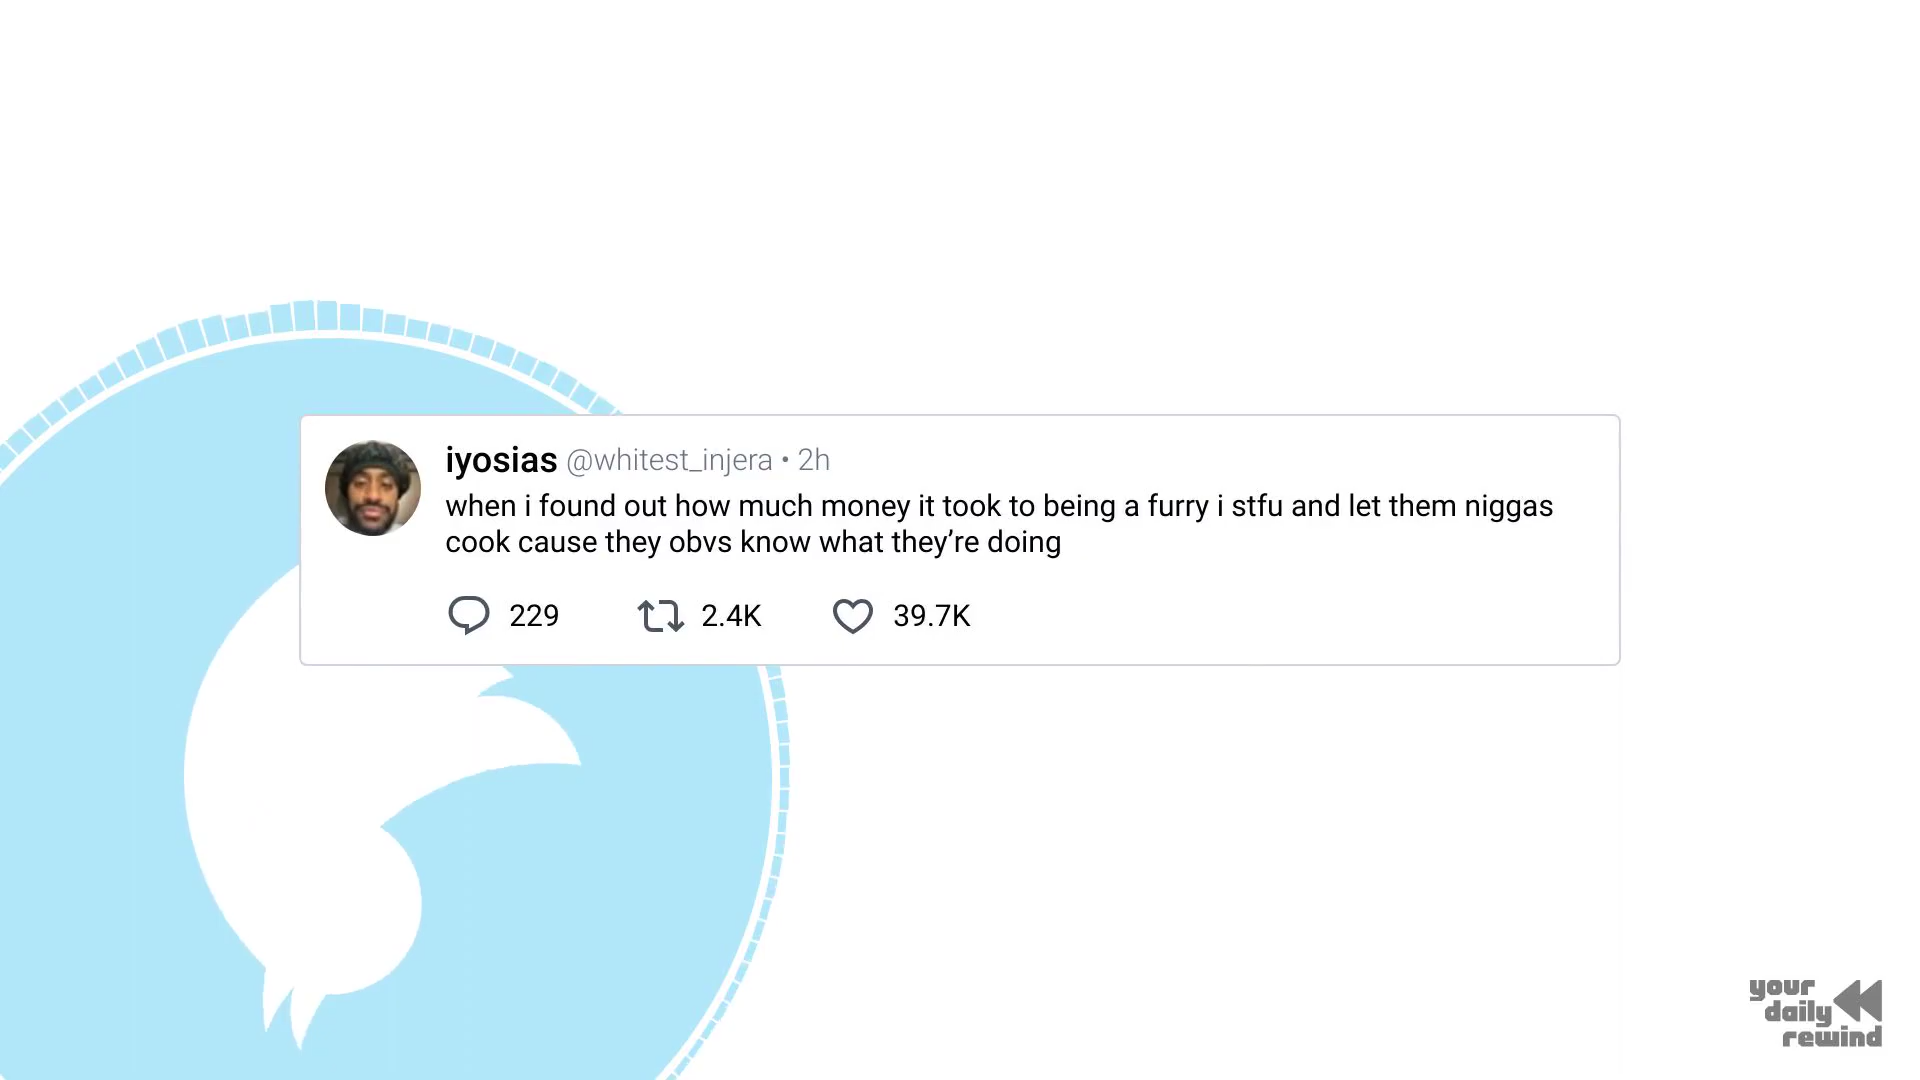 iyosias @whitest_injera • 2h
when i found out how much money it took to being a furry i stfu and let them niggas
cook cause they obvs know what they’re doing
229 2.4K 39.7K
your
daily
rewind